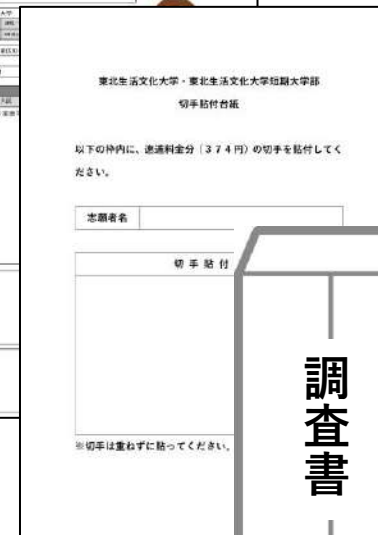 東北生活文化大学・東北生活文化大学短期大学部
切手貼付台紙
以下の枠内に、速達料金分(374円)の切手を貼付してく
ださい。
志願者名
切手貼付
※切手は重ねずに貼ってください。
調査書